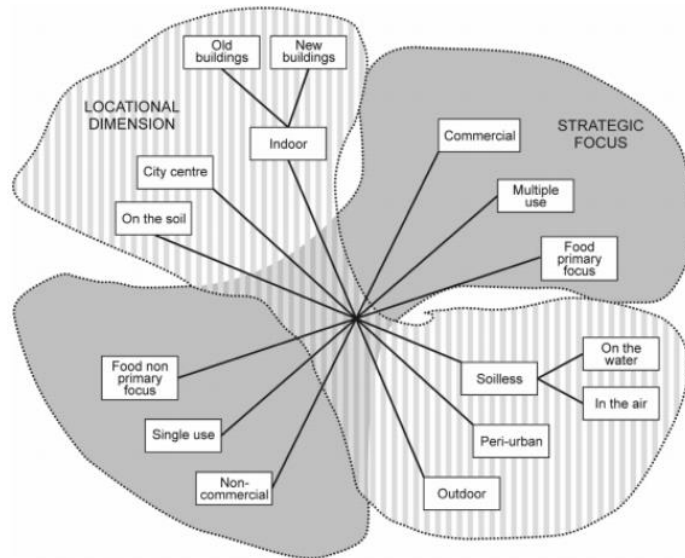 Old
buildings
New
buildings
LOCATIONAL
DIMENSION
Indoor
City centre
On the soil
Commercial
STRATEGIC
FOCUS
Multiple
use
Food
primary
focus
Food non
primary
focus
Single use
Non-
commercial
Soilless
On the
water
In the air
Peri-urban
Outdoor